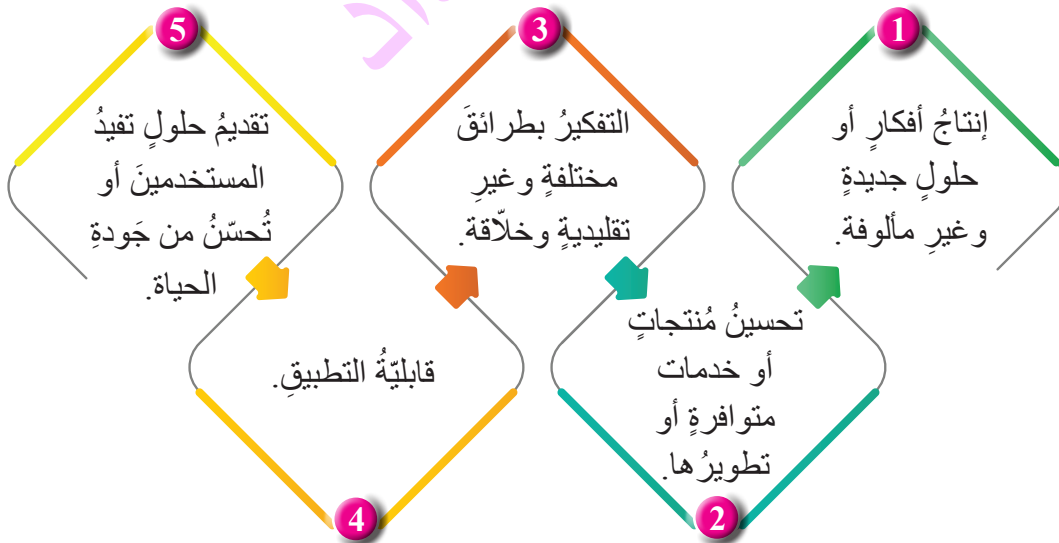 1
إنتاجُ أفكارٍ أو
حلولٍ جديدةٍ
وغيرِ مألوفة.
2
تحسينُ مُنتجاتٍ
أو خدمات
متوافرةٍ أو
تطويرُها.
3
التفكيرُ بطرائقَ
مختلفةٍ وغيرِ
تقليديةٍ وخلّاقة.
4
قابليّةُ التطبيقِ.
5
تقديمُ حلولٍ تفيدُ
المستخدمينَ أو
تُحسّنُ من جَودةِ
الحياة.